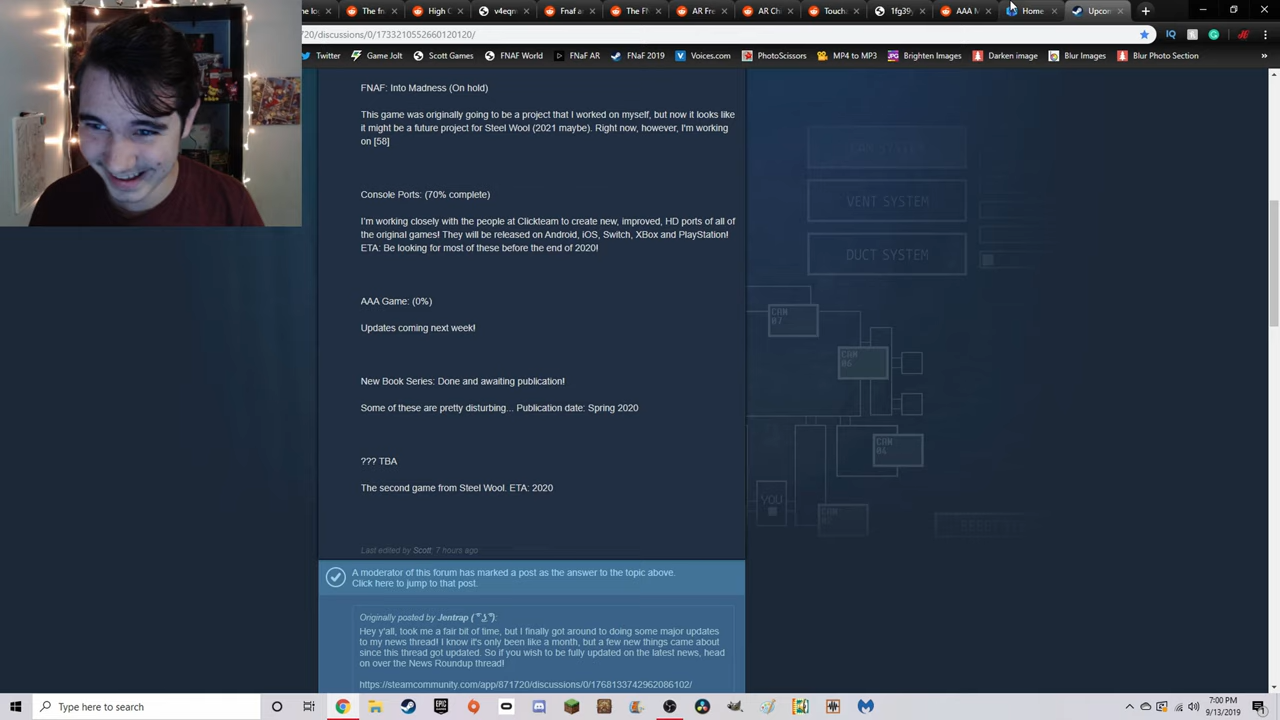 1fg39
AAA N
Home
Upcor
20/discussions/0/1733210552660120120/
Twitter Game Jolt Scott Games FNAF World FnaF AR FNaF 2019 Voices.com PhotoScissors MP4 to MP3 Brighten Images Darken image Blur Images Blur Section »
FNAF: Into Madness (On hold)
This game was originally going to be a project that I worked on myself, but now it looks like
it might be a future project for Steel Wool (2021 maybe). Right now, however, I'm working
on [58]
Console Ports: (70% complete)
I'm working closely with the people at Clickteam to create new, improved, HD ports of all of
the original games! They will be released on Android, iOS, Switch, XBox and PlayStation!
ETA: Be looking for most of these before the end of 2020!
AAA Game: (0%)
Updates coming next week!
New Book Series: Done and awaiting publication!
Some of these are pretty disturbing... Publication date: Spring 2020
??? TBA
The second game from Steel Wool. ETA: 2020
Last edited by Scott; 7 hours ago
A moderator of this forum has marked a post as the answer to the topic above.
Click here to jump to that post.
Originally posted by Jentrap ( ͡° ͜ʖ ͡°):
Hey y'all, took me a fair bit of time, but I finally got around to doing some major updates
to my news thread! I know it's only been like a month, but a few new things came about
since this thread got updated. So if you wish to be fully updated on the latest news, head
on over the News Roundup thread!
https://steamcommunity.com/app/871720/discussions/0/1768133742962086102/
VENT SYSTEM
DUCT SYSTEM
CAM
07
CAM
YOU
Type here to search
7:00 PM
9/13/2019